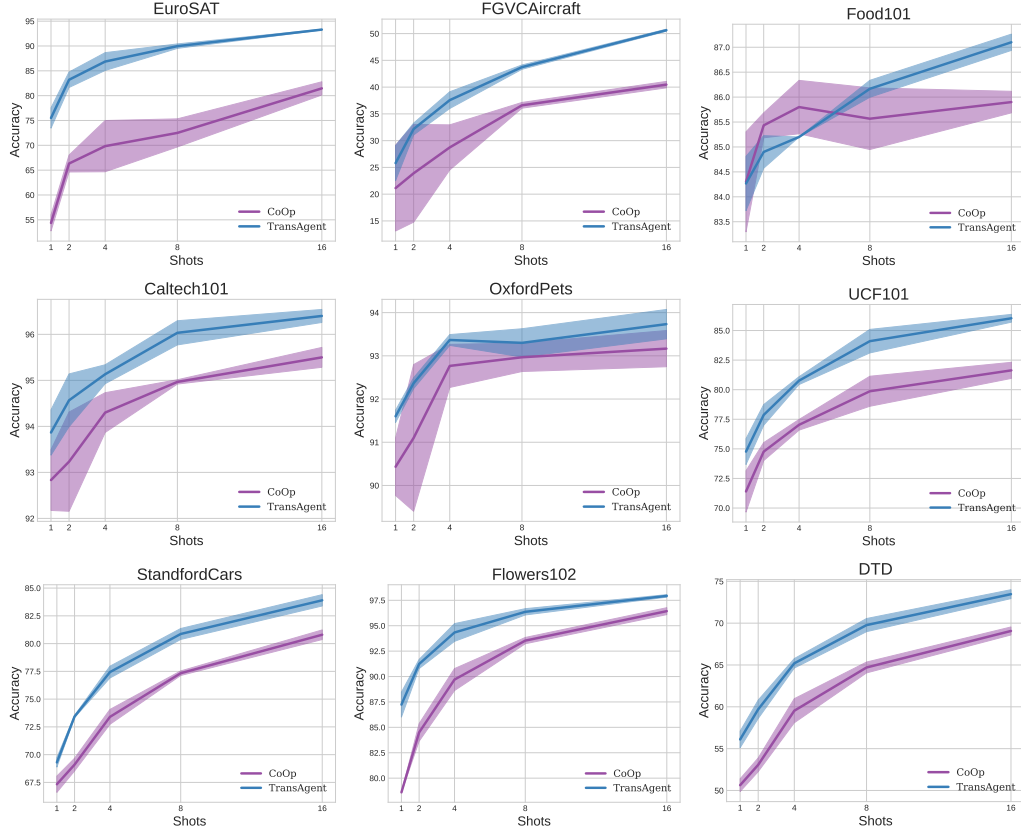 EuroSAT
Accuracy
95
90
85
80
75
70
65
60
55
CoOp
TransAgent
1 2 4 8 16
Shots
FGVCAircraft
Accuracy
50
45
40
35
30
25
20
15
CoOp
TransAgent
1 2 4 8 16
Shots
Food101
Accuracy
87.0
86.5
86.0
85.5
85.0
84.5
84.0
83.5
CoOp
TransAgent
1 2 4 8 16
Shots
Caltech101
Accuracy
96
95
94
93
92
CoOp
TransAgent
1 2 4 8 16
Shots
OxfordPets
Accuracy
94
93
92
91
90
CoOp
TransAgent
1 2 4 8 16
Shots
UCF101
Accuracy
85.0
82.5
80.0
77.5
75.0
72.5
70.0
CoOp
TransAgent
1 2 4 8 16
Shots
StandfordCars
Accuracy
85.0
82.5
80.0
77.5
75.0
72.5
70.0
67.5
CoOp
TransAgent
1 2 4 8 16
Shots
Flowers102
Accuracy
97.5
95.0
92.5
90.0
87.5
85.0
82.5
80.0
CoOp
TransAgent
1 2 4 8 16
Shots
DTD
Accuracy
75
70
65
60
55
50
CoOp
TransAgent
1 2 4 8 16
Shots